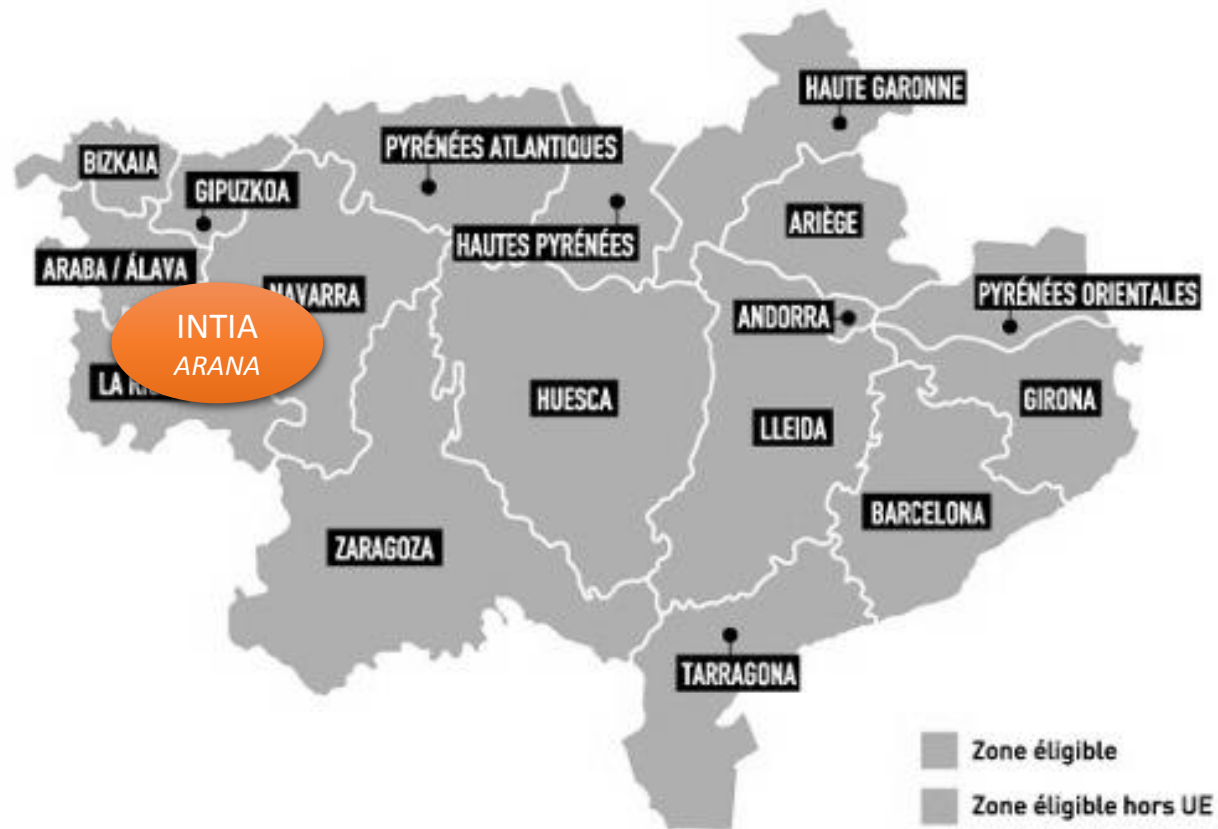 HAUTE GARONNE
PYRÉNÉES ATLANTIQUES
BIZKAIA
GIPUZKOA
ARIÈGE
HAUTES PYRÉNÉES
ARABA / ÁLAVA
NAVARRA
PYRÉNÉES ORIENTALES
ANDORRA
INTIA
ARANA
LA
HUESCA
GIRONA
LLEIDA
BARCELONA
ZARAGOZA
TARRAGONA
Zone éligible
Zone éligible hors UE